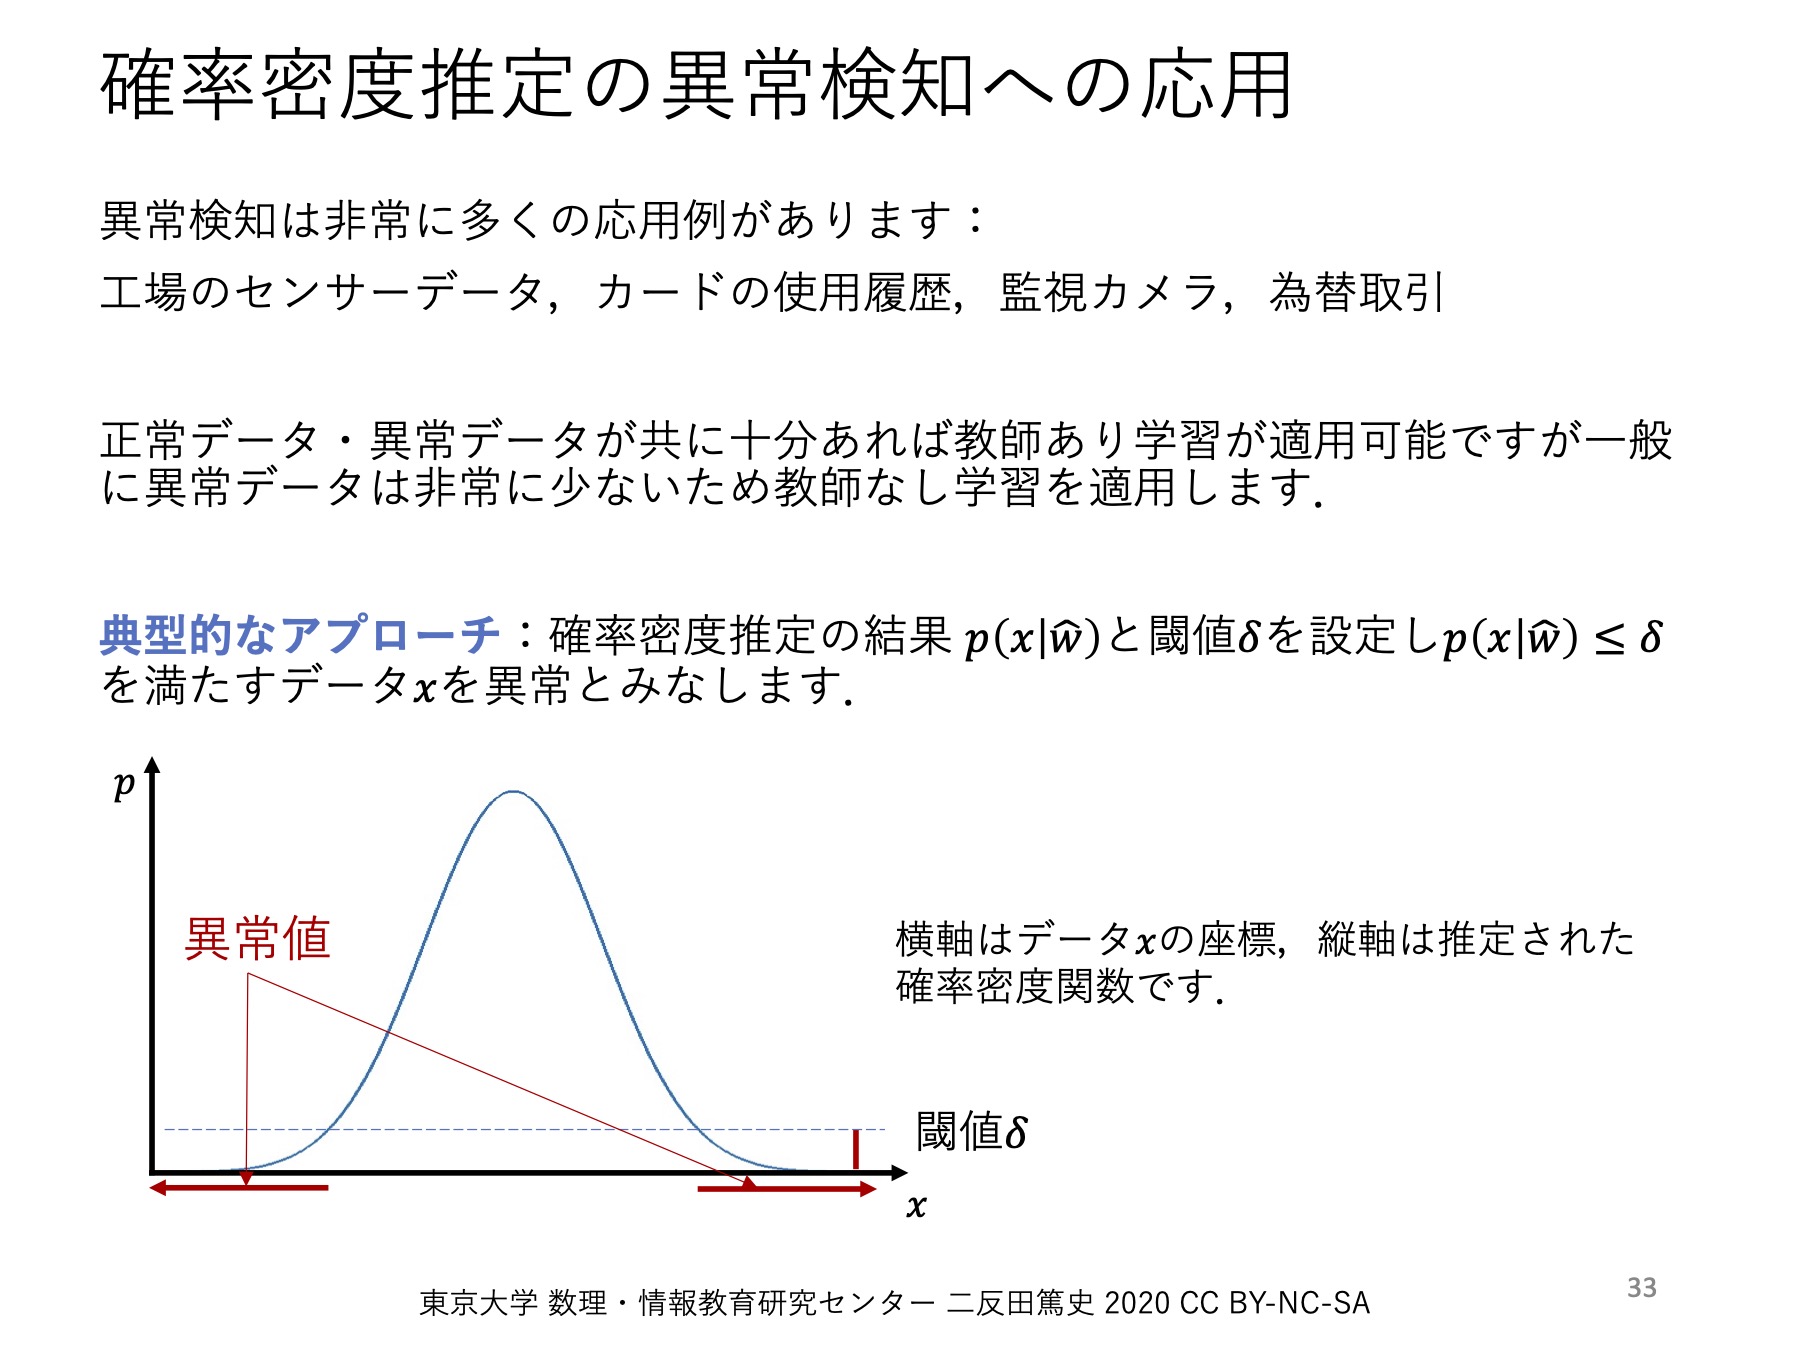 確率密度推定の異常検知への応用
異常検知は非常に多くの応用例があります：
工場のセンサーデータ，カードの使用履歴，監視カメラ，為替取引
正常データ・異常データが共に十分あれば教師あり学習が適用可能ですが一般
に異常データは非常に少ないため教師なし学習を適用します．
典型的なアプローチ：確率密度推定の結果 p(x|ŵ)と閾値δを設定しp(x|ŵ) ≤ δ
を満たすデータxを異常とみなします．
p
異常値
横軸はデータxの座標，縦軸は推定された
確率密度関数です．
閾値δ
x
東京大学 数理・情報教育研究センター 二反田篤史 2020 CC BY-NC-SA
33